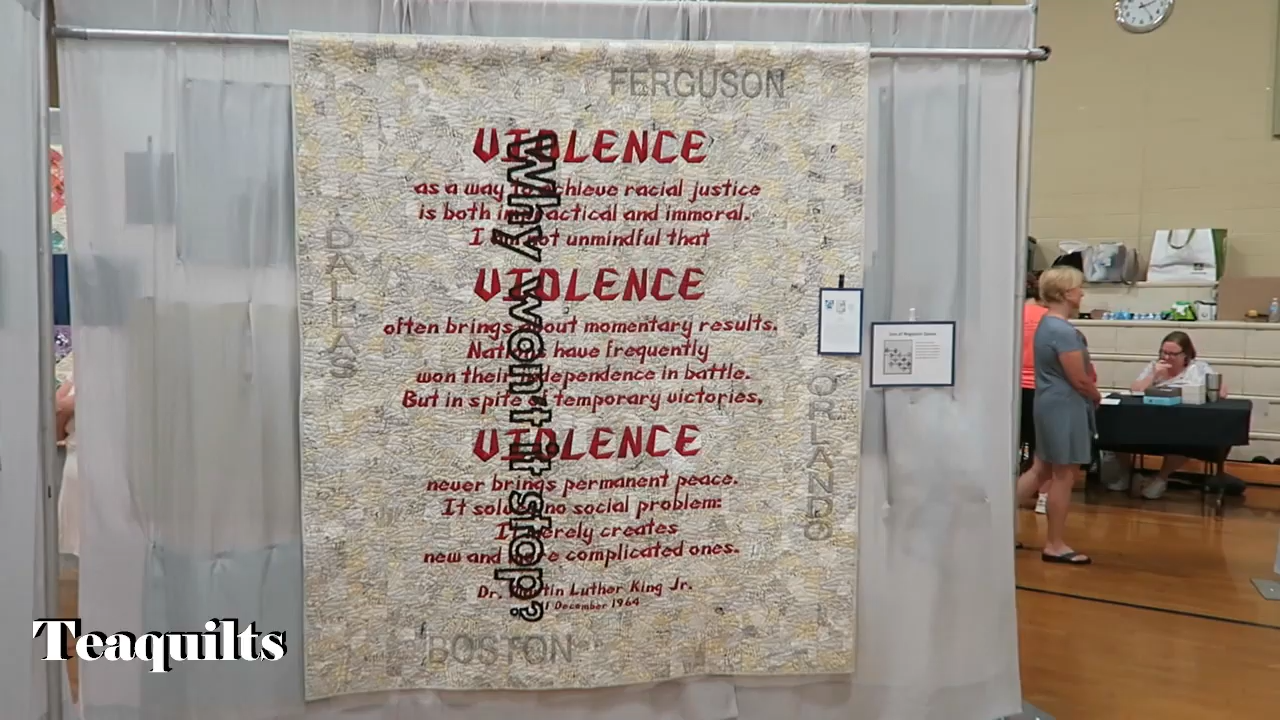 FERGUSON
VIOLENCE
as a way to achieve racial justice
is both impractical and immoral.
I am not unmindful that
VIOLENCE
often brings about momentary results.
Nations have frequently
won their independence in battle.
But in spite of temporary victories,
VIOLENCE
never brings permanent peace.
It solves no social problem:
It merely creates
new and more complicated ones.
Dr. Martin Luther King Jr.
December 1964
Why won't it stop?
DALLAS
ORLANDO
BOSTON
Teaquilts